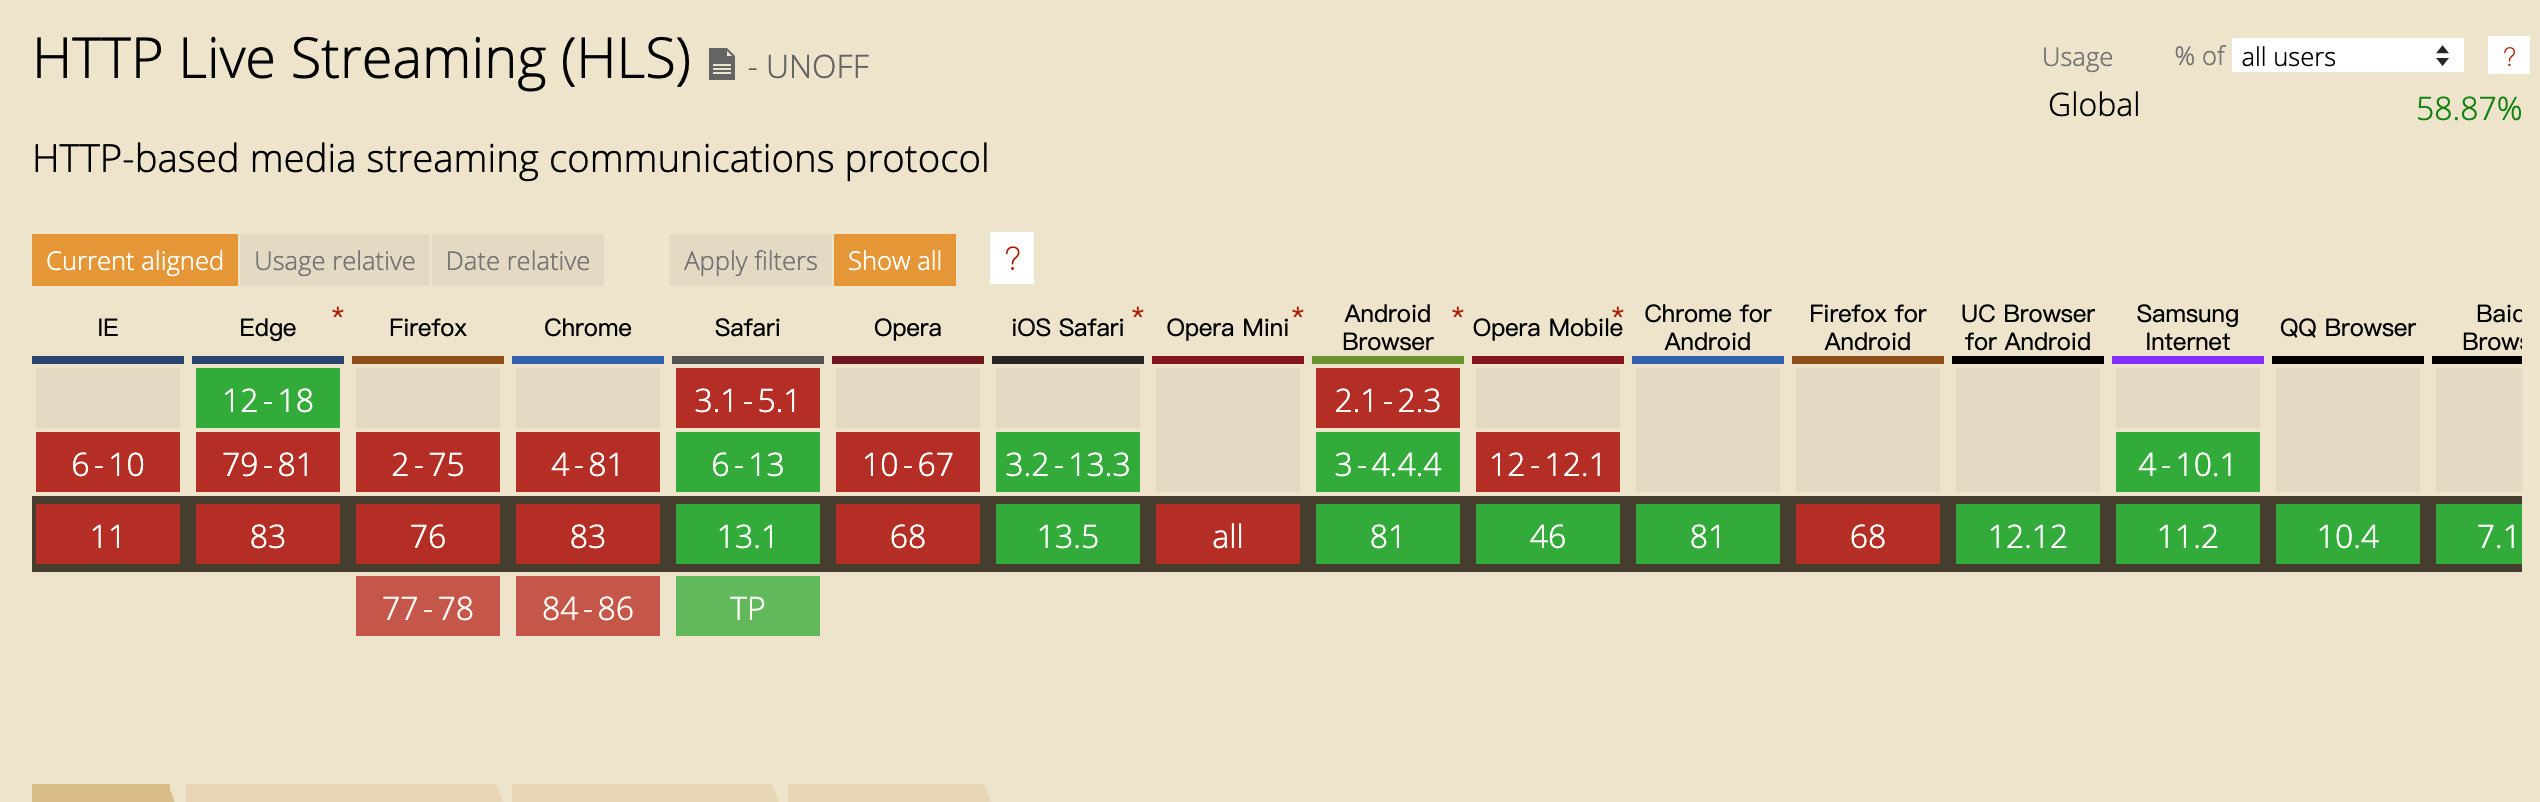 HTTP Live Streaming (HLS) - UNOFF
Usage % of all users ?
Global 58.87%
HTTP-based media streaming communications protocol
Current aligned Usage relative Date relative Apply filters Show all ?
IE Edge * Firefox Chrome Safari Opera iOS Safari * Opera Mini * Android Browser * Opera Mobile * Chrome for Android Firefox for Android UC Browser for Android Samsung Internet QQ Browser
12-18 3.1-5.1 2.1-2.3
6-10 79-81 2-75 4-81 6-13 10-67 3.2-13.3 3-4.4.4 12-12.1 4-10.1
11 83 76 83 13.1 68 13.5 all 81 46 81 68 12.12 11.2 10.4 7.1
77-78 84-86 TP